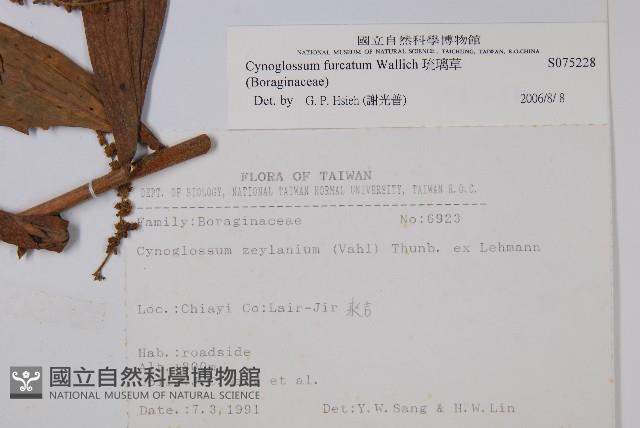 國立自然科學博物館
NATIONAL MUSEUM OF NATURAL SCIENCE, TAICHUNG, TAIWAN, R.O.CHINA
Cynoglossum furcatum Wallich 琉璃草 S075228
(Boraginaceae)
Det. by G. P. Hsieh (謝光普) 2006/8/ 8
FLORA OF TAIWAN
DEPT. OF BIOLOGY, NATIONAL TAIWAN NORMAL UNIVERSITY, TAIWAN R.O.C.
Family:Boraginaceae No:6923
Cynoglossum zeylanium (Vahl) Thunb. ex Lehmann
Loc.:Chiayi Co:Lair-Jir
Hab.:roadside
et al.
國立自然科學博物館
NATIONAL MUSEUM OF NATURAL SCIENCE
Date.:7.3,1991 Det:Y.W.Sang & H.W.Lin